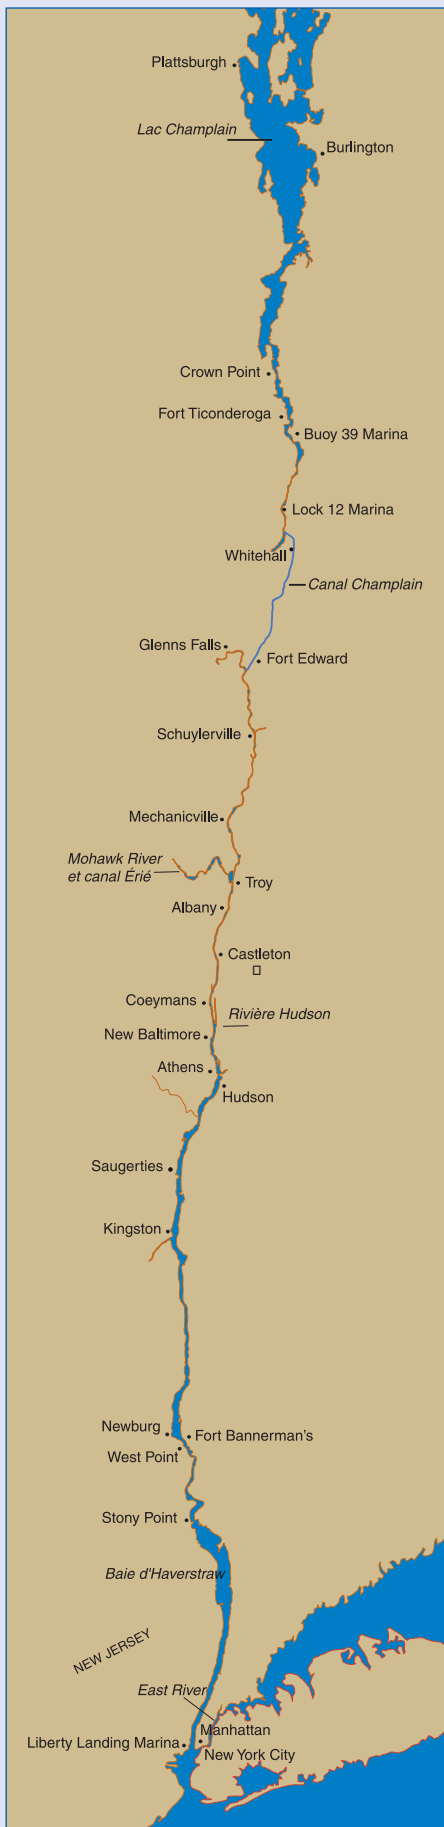 Plattsburgh
Lac Champlain
Burlington
Crown Point
Fort Ticonderoga
Buoy 39 Marina
Lock 12 Marina
Whitehall
Canal Champlain
Glenns Falls
Fort Edward
Schuylerville
Mechanicville
Mohawk River
et canal Érié
Troy
Albany
Castleton
Coeymans
Rivière Hudson
New Baltimore
Athens
Hudson
Saugerties
Kingston
Newburg
Fort Bannerman's
West Point
Stony Point
Baie d'Haverstraw
NEW JERSEY
East River
Manhattan
Liberty Landing Marina
New York City